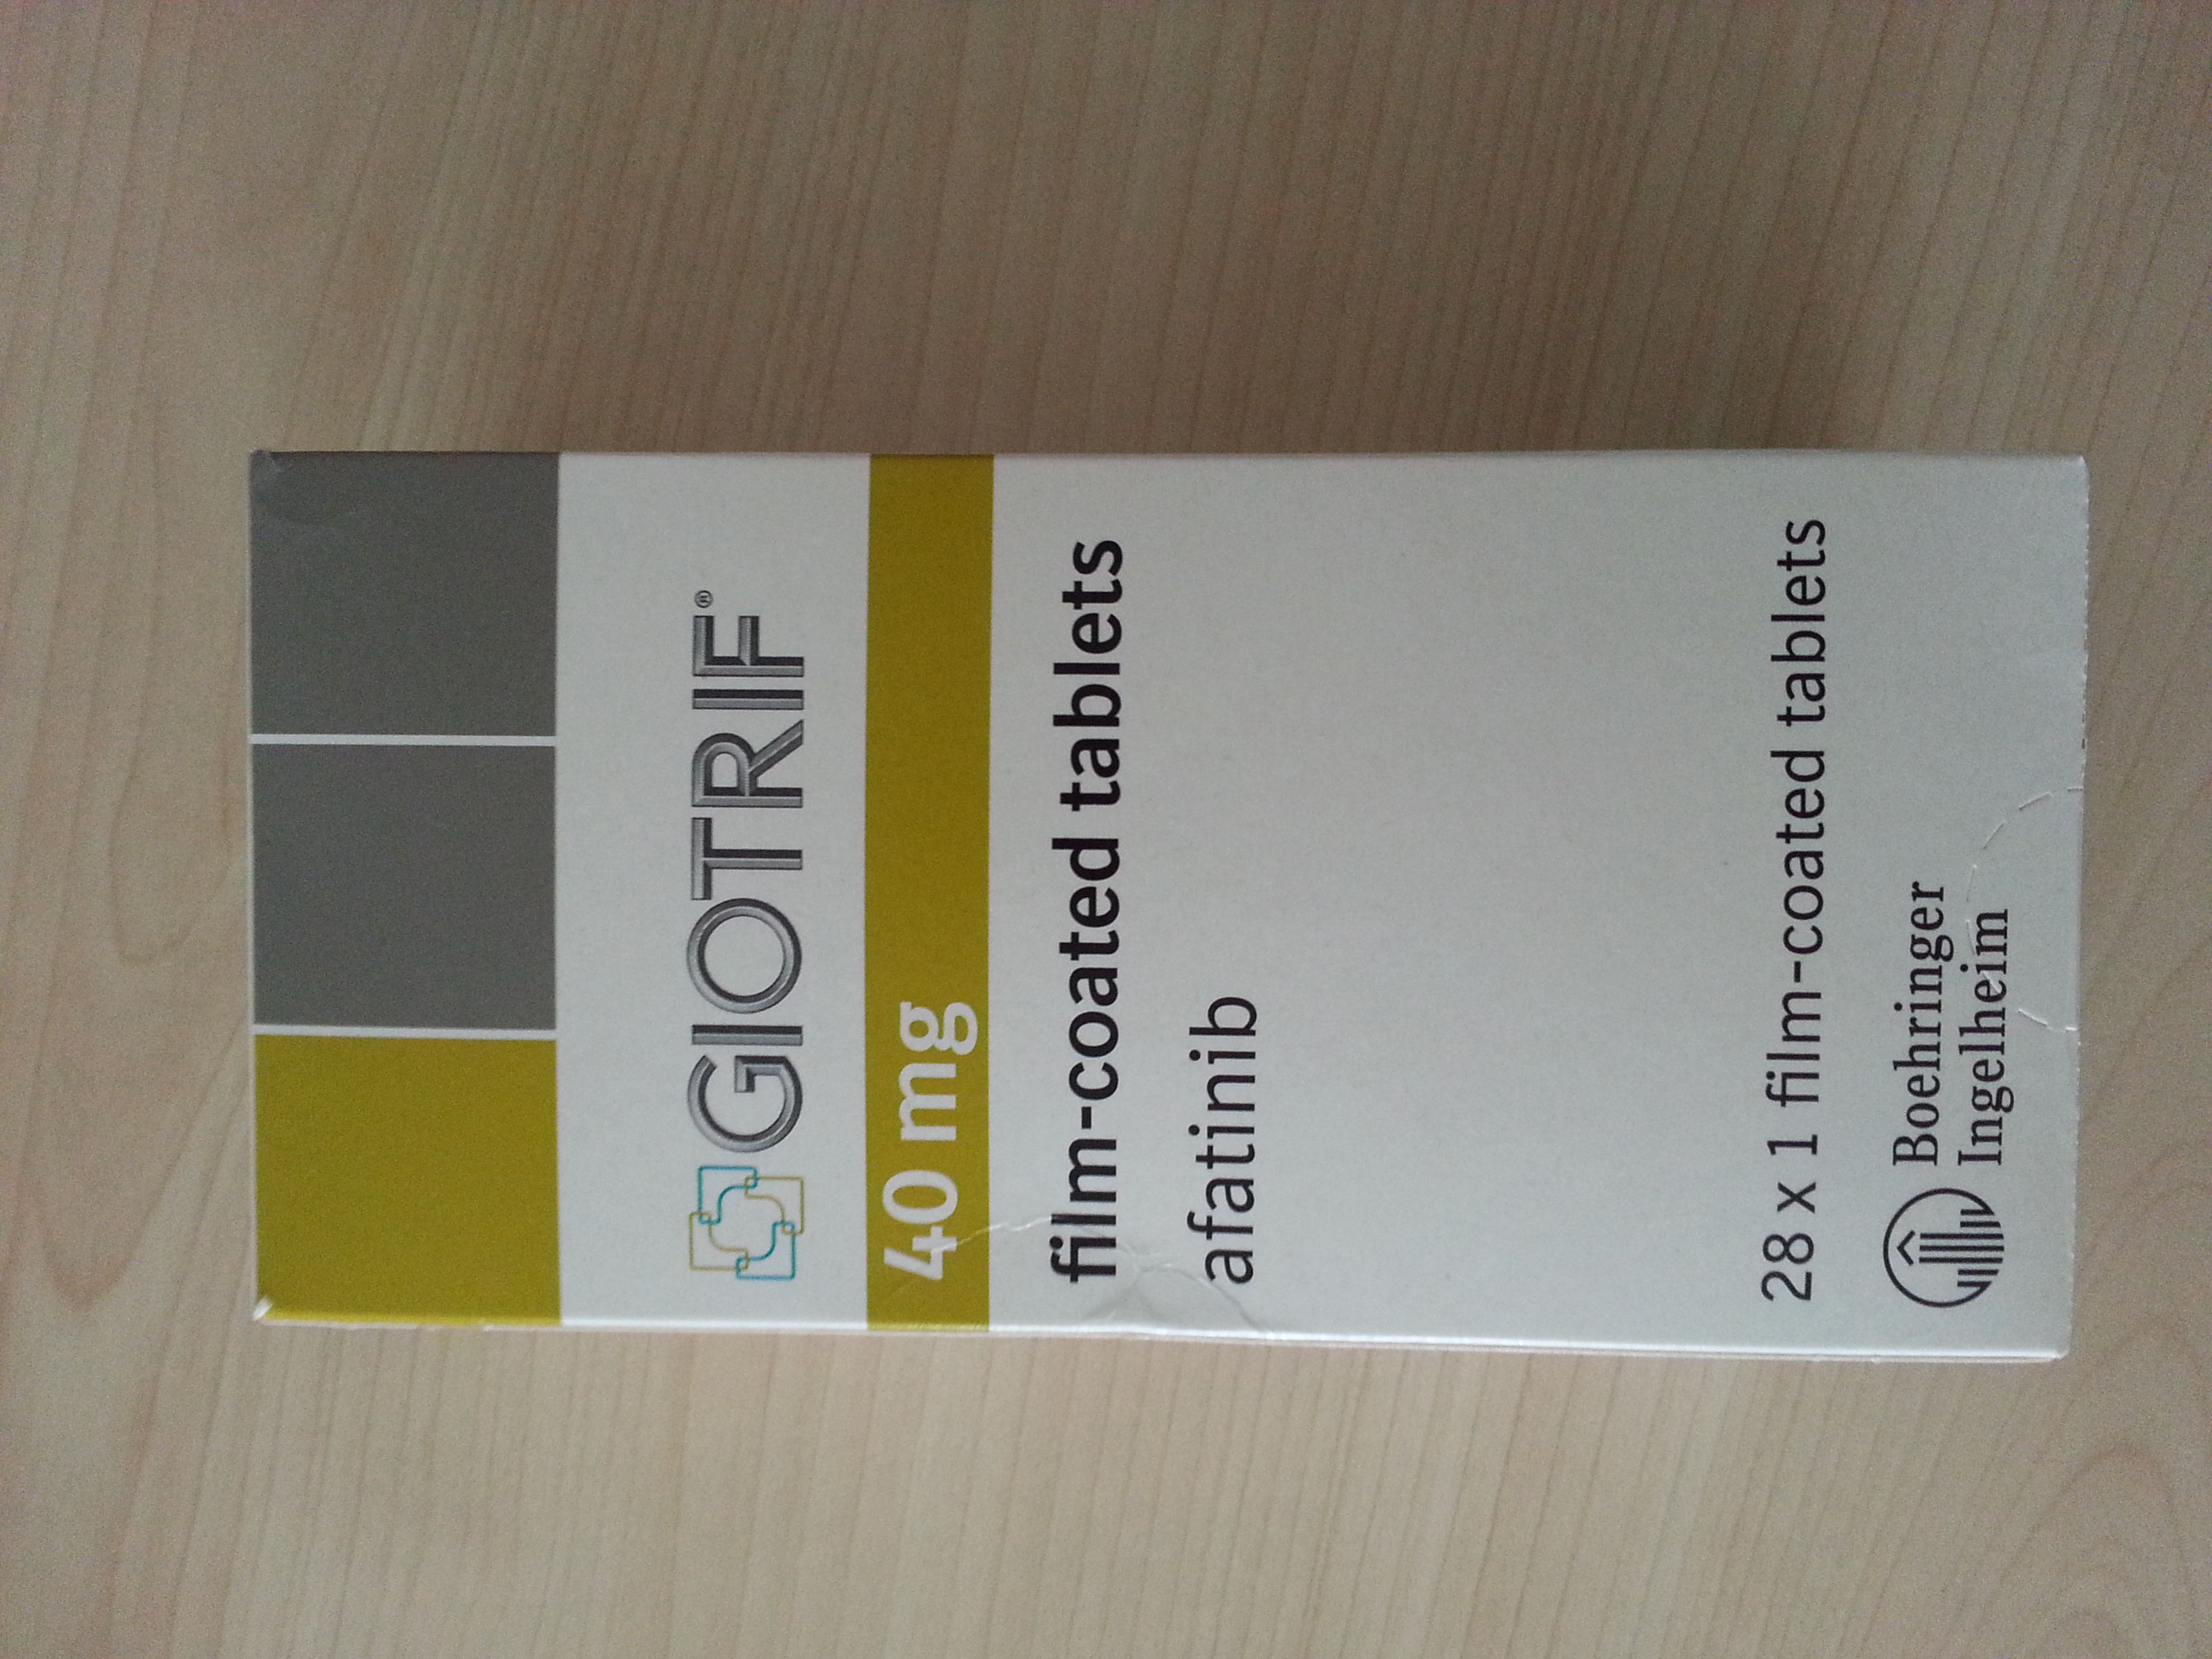 GIOTRIF®
40 mg
film-coated tablets
afatinib
28 x 1 film-coated tablets
Boehringer
Ingelheim